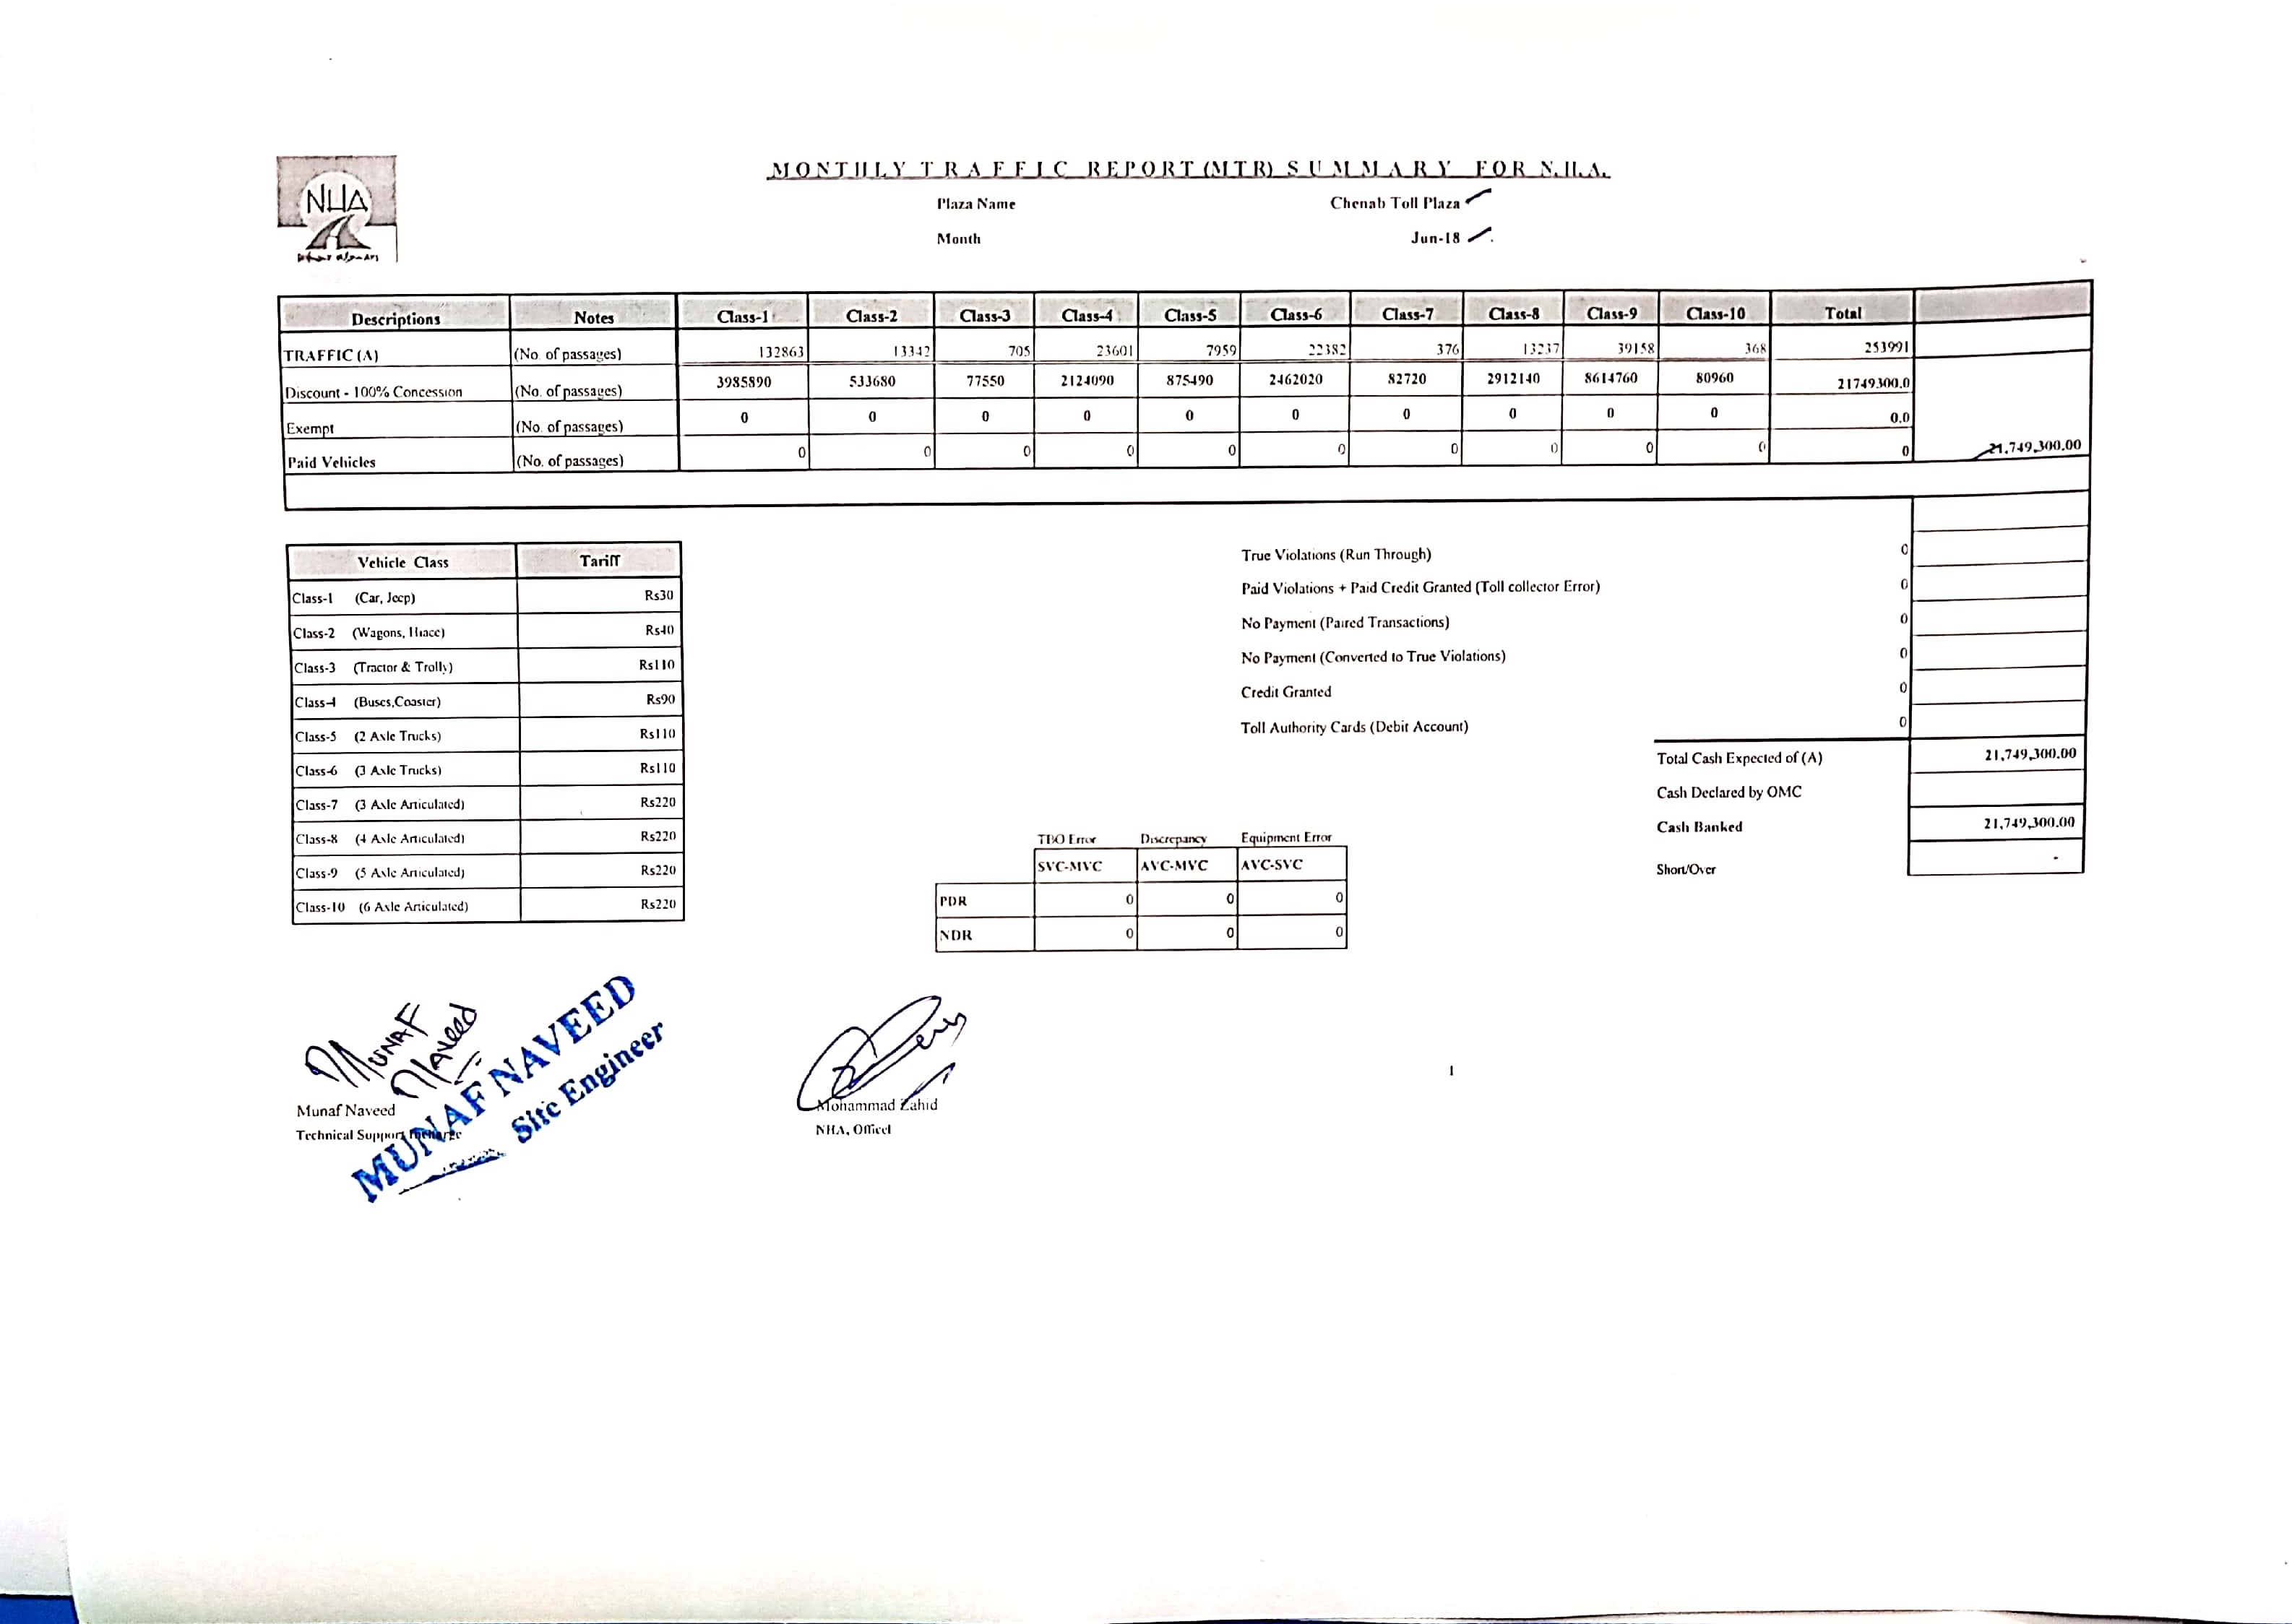 NHA
MONTHLY TRAFFIC REPORT (MTR) SUMMARY FOR N.H.A.
Plaza Name Chenab Toll Plaza
Month Jun-18
Descriptions Notes Class-1 Class-2 Class-3 Class-4 Class-5 Class-6 Class-7 Class-8 Class-9 Class-10 Total
TRAFFIC (A) (No. of passages) 132863 13342 705 23601 7959 22382 376 13237 39158 368 253991
Discount - 100% Concession (No. of passages) 3985890 533680 77550 2124090 875490 2462020 82720 2912140 8614760 80960 21749300.0
Exempt (No. of passages) 0 0 0 0 0 0 0 0 0 0 0.0
Paid Vehicles (No. of passages) 0 0 0 0 0 0 0 0 0 0 0 21,749,300.00
Vehicle Class Tariff
Class-1 (Car, Jeep) Rs30
Class-2 (Wagons, Hiace) Rs40
Class-3 (Tractor & Trolly) Rs110
Class-4 (Buses,Coaster) Rs90
Class-5 (2 Axle Trucks) Rs110
Class-6 (3 Axle Trucks) Rs110
Class-7 (3 Axle Articulated) Rs220
Class-8 (4 Axle Articulated) Rs220
Class-9 (5 Axle Articulated) Rs220
Class-10 (6 Axle Articulated) Rs220
True Violations (Run Through) 0
Paid Violations + Paid Credit Granted (Toll collector Error) 0
No Payment (Paired Transactions) 0
No Payment (Converted to True Violations) 0
Credit Granted 0
Toll Authority Cards (Debit Account) 0
Total Cash Expected of (A) 21,749,300.00
Cash Declared by OMC
Cash Banked 21,749,300.00
Short/Over -
TBO Error Discrepancy Equipment Error
SVC-MVC AVC-MVC AVC-SVC
PDR 0 0 0
NDR 0 0 0
Munaf
Naveed
MUNAF NAVEED
Site Engineer
Munaf Naveed
Technical Support Incharge
Mohammad Zahid
NHA, Officel
1